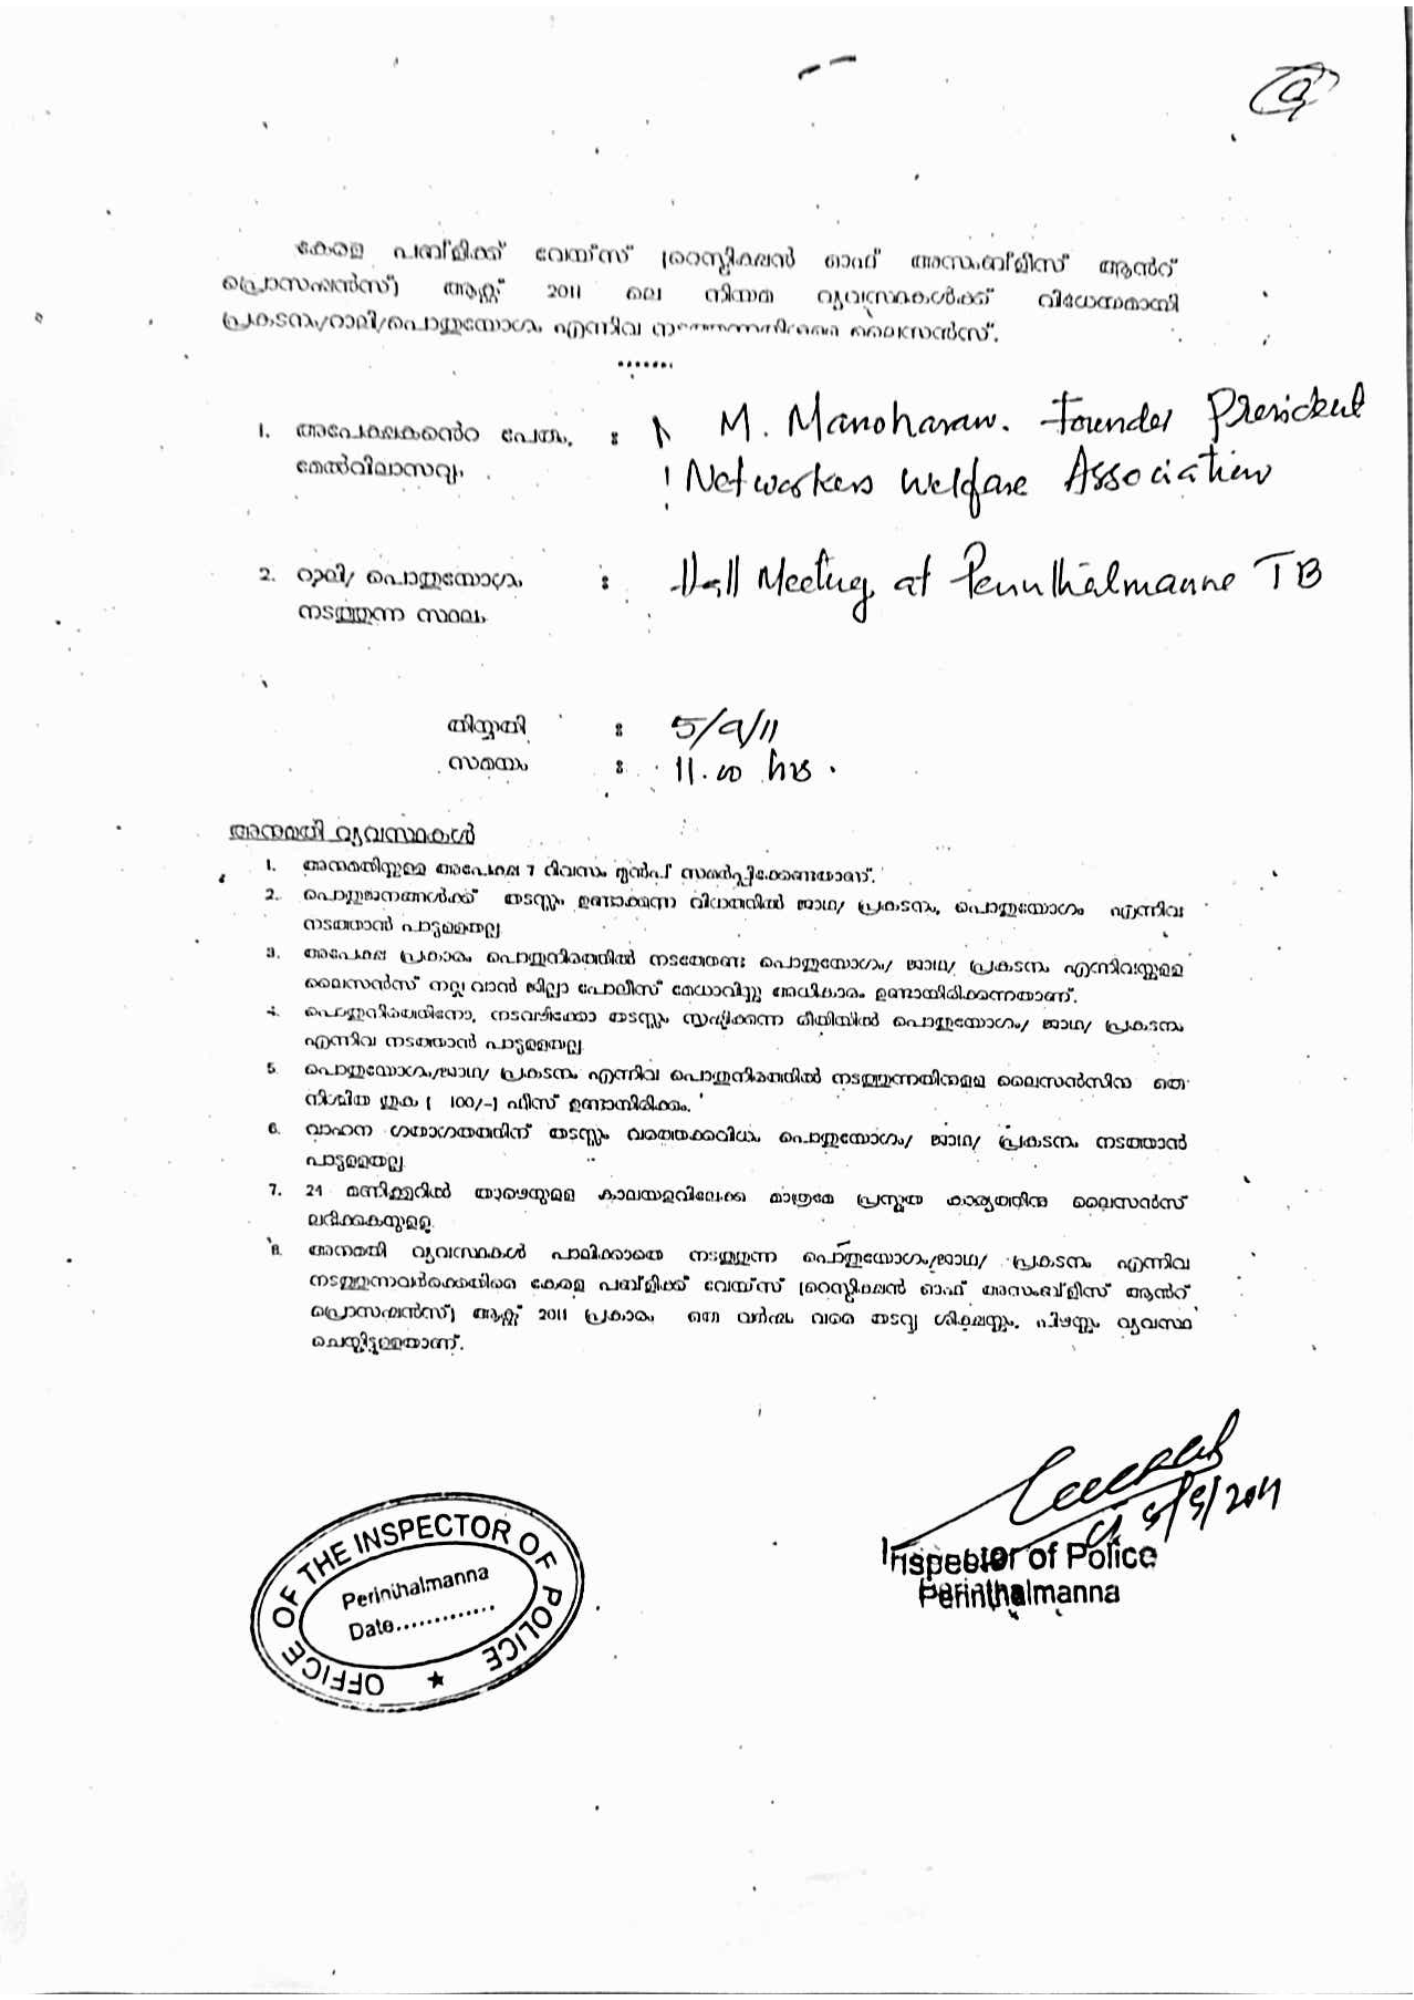 കേരള പബ്ളിക്ക് വേയ്സ് (റെസ്ട്രിക്ഷൻ ഓഫ് അസംബ്ളിസ് ആൻറ്
പ്രൊസഷൻസ്) ആക്ട് 2011 ലെ നിയമ വ്യവസ്ഥകൾക്ക് വിധേയമായി
പ്രകടനം/റാലി/പൊതുയോഗം എന്നിവ ലൈസൻസ്.
.......
1. അപേക്ഷകൻെറ പേരും, : M. Manoharan. Founder President
മേൽവിലാസവും Networkers Welfare Association
2. റാലി/ പൊതുയോഗം : Hall Meeting at Perinthalmanna TB
നടത്തുന്ന സ്ഥലം
തിയ്യതി : 5/9/11
സമയം : 11.00 hrs.
അനുമതി വ്യവസ്ഥകൾ
1. അനുമതിയ്ക്കുള്ള അപേക്ഷ 7 ദിവസം മുൻപ് സമർപ്പിക്കേണ്ടതാണ്.
2. പൊതുജനങ്ങൾക്ക് തടസ്സം ഉണ്ടാക്കുന്ന വിധത്തിൽ ജാഥ/ പ്രകടനം, പൊതുയോഗം എന്നിവ
നടത്താൻ പാടുള്ളതല്ല
3. അപേക്ഷ പ്രകാരം പൊതുനിരത്തിൽ നടത്തേണ്ട പൊതുയോഗം/ ജാഥ/ പ്രകടനം എന്നിവയ്ക്കുള്ള
ലൈസൻസ് നല്കുവാൻ ജില്ലാ പോലീസ് മേധാവിയ്ക്കു അധികാരം ഉണ്ടായിരിക്കുന്നതാണ്.
4. പൊതുനിരത്തിനോ, നടവഴിക്കോ തടസ്സം സൃഷ്ടിക്കുന്ന രീതിയിൽ പൊതുയോഗം/ ജാഥ/ പ്രകടനം
എന്നിവ നടത്താൻ പാടുള്ളതല്ല
5. പൊതുയോഗം/ജാഥ/ പ്രകടനം എന്നിവ പൊതുനിരത്തിൽ നടത്തുന്നതിനുള്ള ലൈസൻസിന് ഒരു
നിശ്ചിത തുക ( 100/-) ഫീസ് ഉണ്ടായിരിക്കും.
6. വാഹന ഗതാഗതത്തിന് തടസ്സം വരത്തക്കവിധം പൊതുയോഗം/ ജാഥ/ പ്രകടനം നടത്താൻ
പാടുള്ളതല്ല
7. 24 മണിക്കൂറിൽ താഴെയുള്ള കാലയളവിലേക്കു മാത്രമേ പ്രസ്തുത കാര്യത്തിനു ലൈസൻസ്
ലഭിക്കുകയുള്ളു.
8. അനുമതി വ്യവസ്ഥകൾ പാലിക്കാതെ നടത്തുന്ന പൊതുയോഗം/ജാഥ/ പ്രകടനം എന്നിവ
നടത്തുന്നവർക്കെതിരെ കേരള പബ്ളിക്ക് വേയ്സ് (റെസ്ട്രിക്ഷൻ ഓഫ് അസംബ്ളിസ് ആൻറ്
പ്രൊസഷൻസ്) ആക്ട് 2011 പ്രകാരം ഒരു വർഷം വരെ തടവു ശിക്ഷയും, പിഴയും വ്യവസ്ഥ
ചെയ്തിട്ടുള്ളതാണ്.
5/9/2011
Inspector of Police
Perinthalmanna
OFFICE OF THE INSPECTOR OF POLICE
Perinthalmanna
Date.............